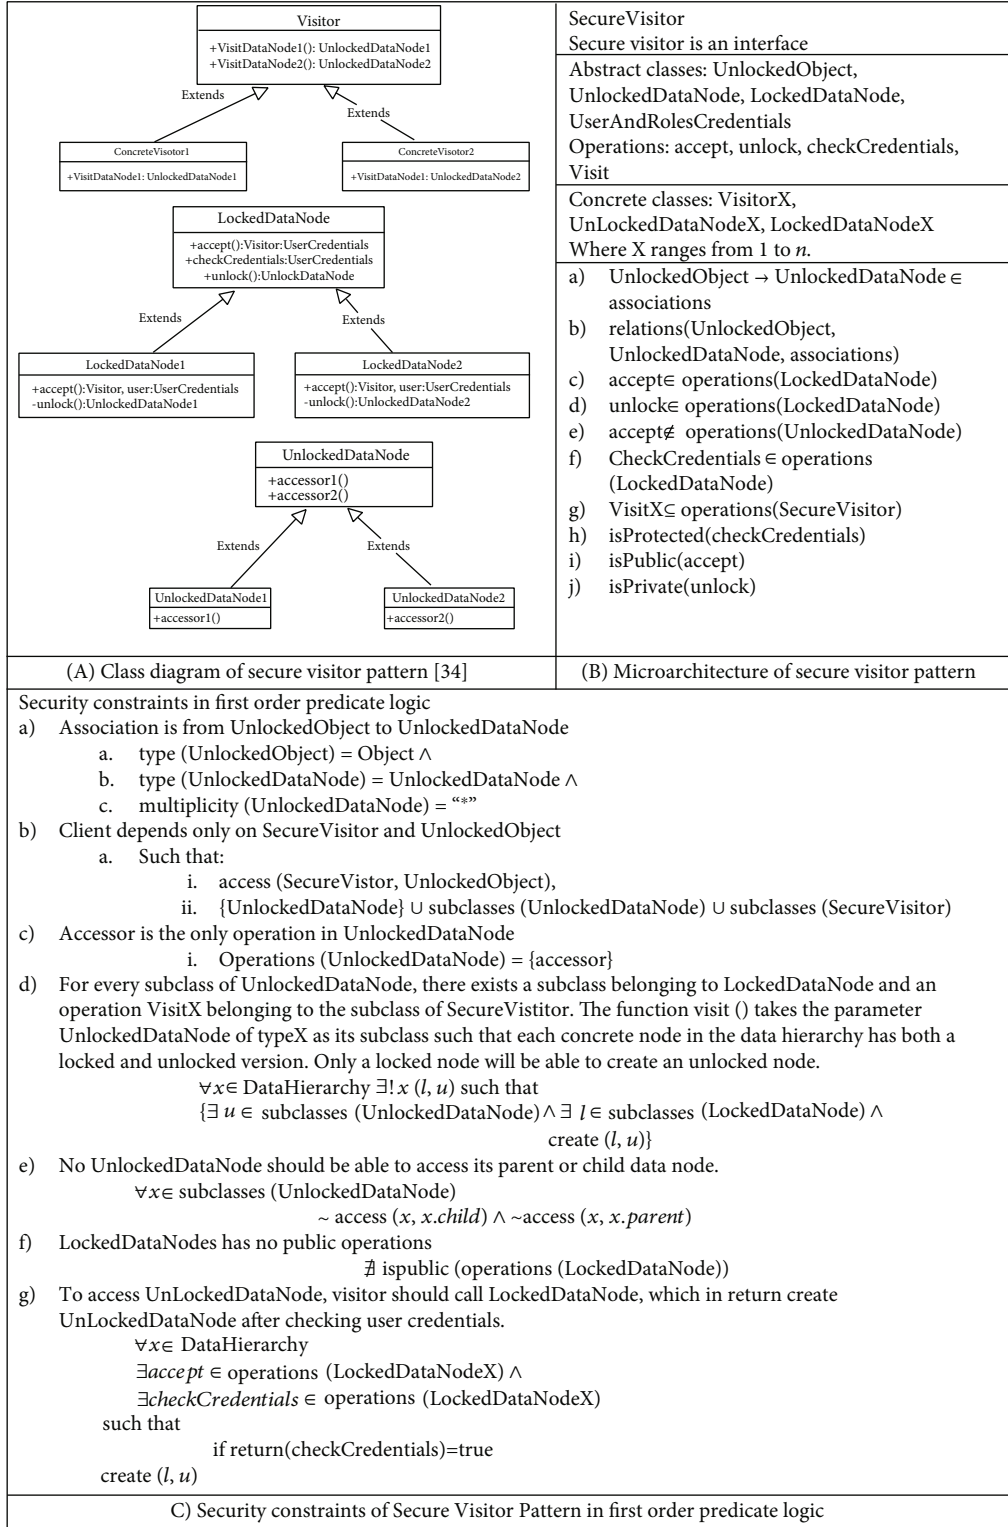 Visitor
+VisitDataNode1(): UnlockedDataNode1
+VisitDataNode2(): UnlockedDataNode2
Extends
Extends
ConcreteVisotor1
+VisitDataNode1: UnlockedDataNode1
ConcreteVisotor2
+VisitDataNode1: UnlockedDataNode2
LockedDataNode
+accept():Visitor:UserCredentials
+checkCredentials:UserCredentials
+unlock():UnlockDataNode
Extends
Extends
LockedDataNode1
+accept():Visitor, user:UserCredentials
-unlock():UnlockedDataNode1
LockedDataNode2
+accept():Visitor, user:UserCredentials
-unlock():UnlockedDataNode2
UnlockedDataNode
+accessor1()
+accessor2()
Extends
Extends
UnlockedDataNode1
+accessor1()
UnlockedDataNode2
+accessor2()
(A) Class diagram of secure visitor pattern [34]
SecureVisitor
Secure visitor is an interface
Abstract classes: UnlockedObject,
UnlockedDataNode, LockedDataNode,
UserAndRolesCredentials
Operations: accept, unlock, checkCredentials,
Visit
Concrete classes: VisitorX,
UnLockedDataNodeX, LockedDataNodeX
Where X ranges from 1 to n.
a) UnlockedObject → UnlockedDataNode ∈
associations
b) relations(UnlockedObject,
UnlockedDataNode, associations)
c) accept∈ operations(LockedDataNode)
d) unlock∈ operations(LockedDataNode)
e) accept∉ operations(UnlockedDataNode)
f) CheckCredentials ∈ operations
(LockedDataNode)
g) VisitX⊆ operations(SecureVisitor)
h) isProtected(checkCredentials)
i) isPublic(accept)
j) isPrivate(unlock)
(B) Microarchitecture of secure visitor pattern
Security constraints in first order predicate logic
a) Association is from UnlockedObject to UnlockedDataNode
a. type (UnlockedObject) = Object ∧
b. type (UnlockedDataNode) = UnlockedDataNode ∧
c. multiplicity (UnlockedDataNode) = “*”
b) Client depends only on SecureVisitor and UnlockedObject
a. Such that:
i. access (SecureVistor, UnlockedObject),
ii. {UnlockedDataNode} ∪ subclasses (UnlockedDataNode) ∪ subclasses (SecureVisitor)
c) Accessor is the only operation in UnlockedDataNode
i. Operations (UnlockedDataNode) = {accessor}
d) For every subclass of UnlockedDataNode, there exists a subclass belonging to LockedDataNode and an
operation VisitX belonging to the subclass of SecureVistitor. The function visit () takes the parameter
UnlockedDataNode of typeX as its subclass such that each concrete node in the data hierarchy has both a
locked and unlocked version. Only a locked node will be able to create an unlocked node.
∀x∈ DataHierarchy ∃! x (l, u) such that
{∃ u ∈ subclasses (UnlockedDataNode) ∧ ∃ l ∈ subclasses (LockedDataNode) ∧
create (l, u)}
e) No UnlockedDataNode should be able to access its parent or child data node.
∀x∈ subclasses (UnlockedDataNode)
~ access (x, x.child) ∧ ~access (x, x.parent)
f) LockedDataNodes has no public operations
∄ ispublic (operations (LockedDataNode))
g) To access UnLockedDataNode, visitor should call LockedDataNode, which in return create
UnLockedDataNode after checking user credentials.
∀x∈ DataHierarchy
∃accept ∈ operations (LockedDataNodeX) ∧
∃checkCredentials ∈ operations (LockedDataNodeX)
such that
if return(checkCredentials)=true
create (l, u)
C) Security constraints of Secure Visitor Pattern in first order predicate logic